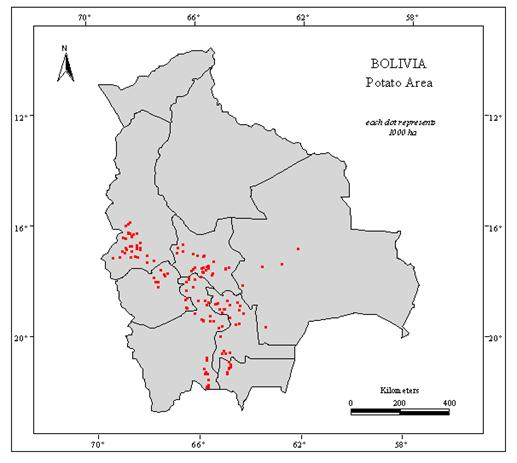 70° 66° 62° 58°
N
BOLIVIA
Potato Area
each dot represents
1000 ha
12° 12°
16° 16°
20° 20°
Kilometers
0 200 400
70° 66° 62° 58°